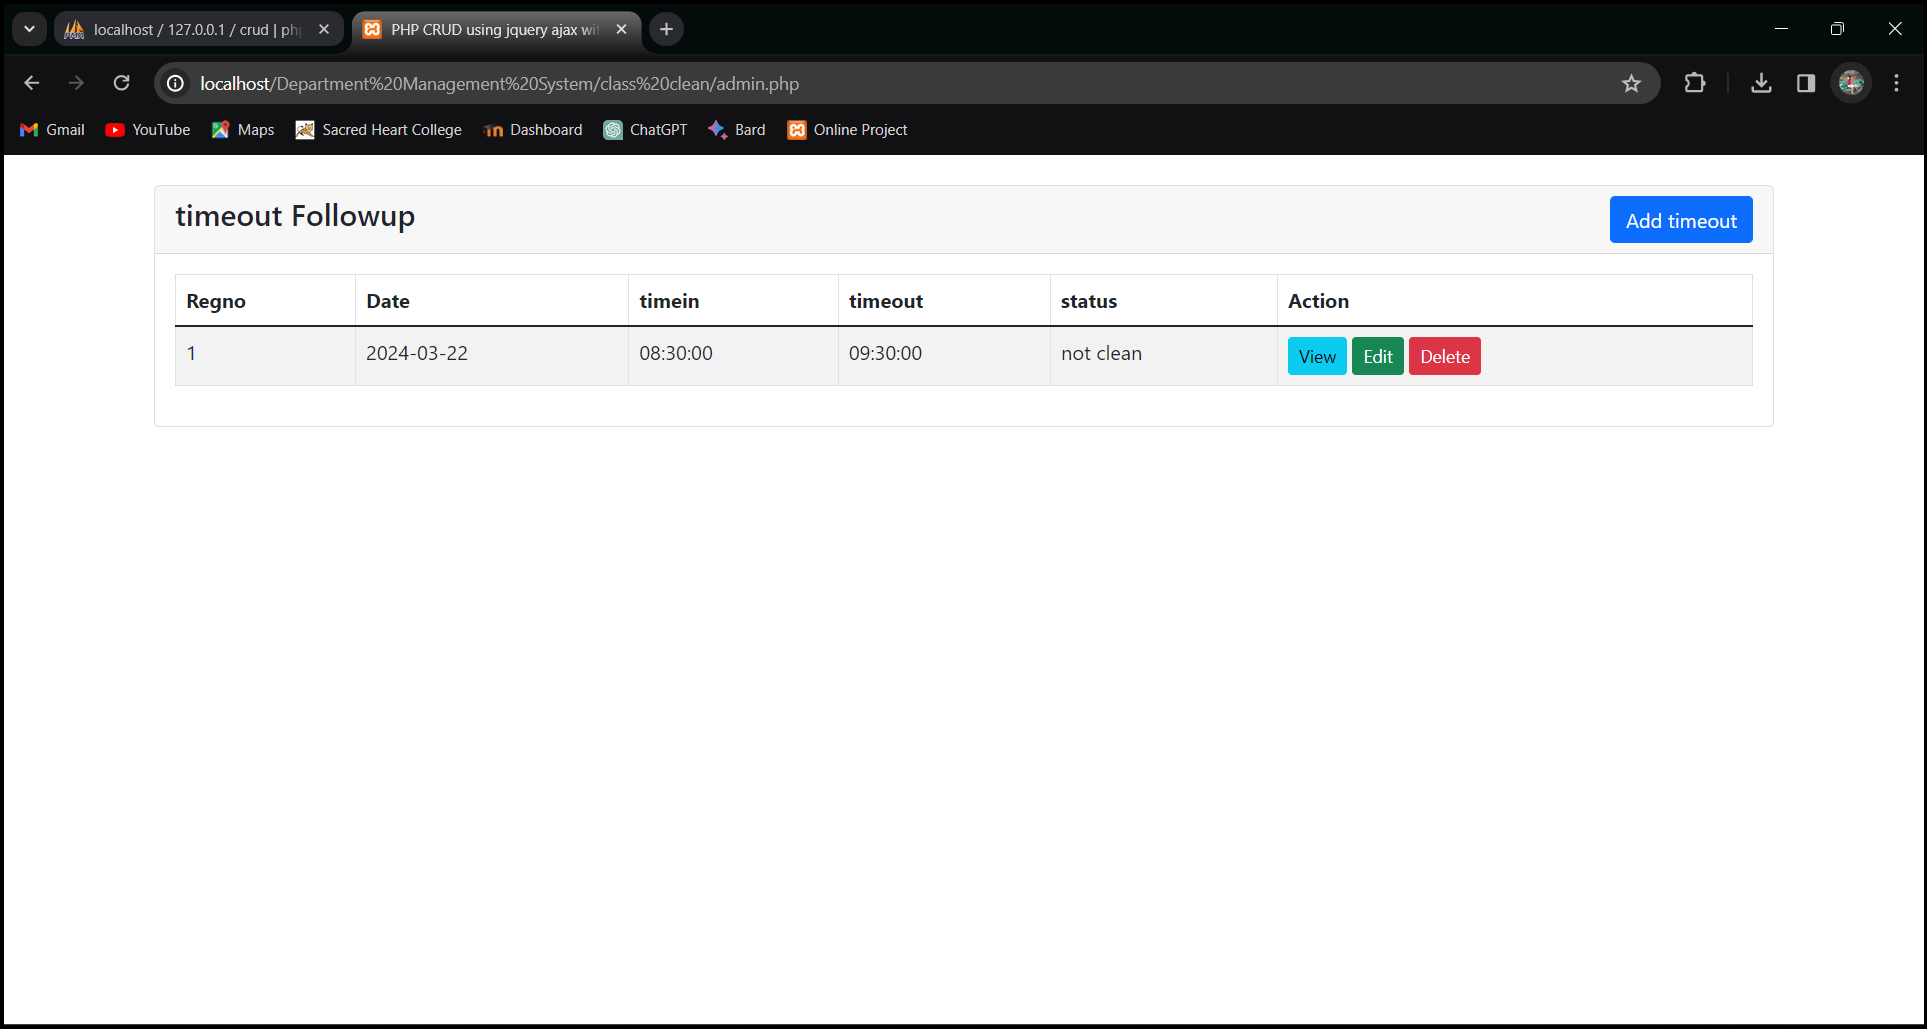 localhost / 127.0.0.1 / crud | ph
PHP CRUD using jquery ajax wi
localhost/Department%20Management%20System/class%20clean/admin.php
Gmail YouTube Maps Sacred Heart College Dashboard ChatGPT Bard Online Project
timeout Followup Add timeout
Regno Date timein timeout status Action
1 2024-03-22 08:30:00 09:30:00 not clean View Edit Delete